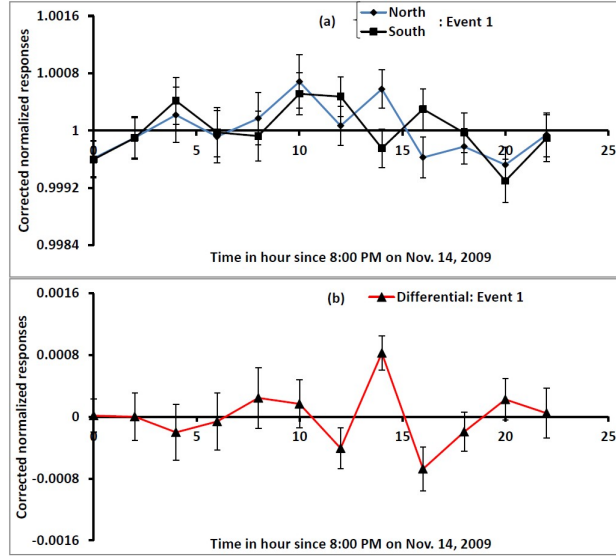 1.0016
(a)
North
South
: Event 1
1.0008
1
0
5
10
15
20
25
0.9992
0.9984
Corrected normalized responses
Time in hour since 8:00 PM on Nov. 14, 2009
0.0016
(b)
Differential: Event 1
0.0008
0
0
5
10
15
20
25
-0.0008
-0.0016
Corrected normalized responses
Time in hour since 8:00 PM on Nov. 14, 2009